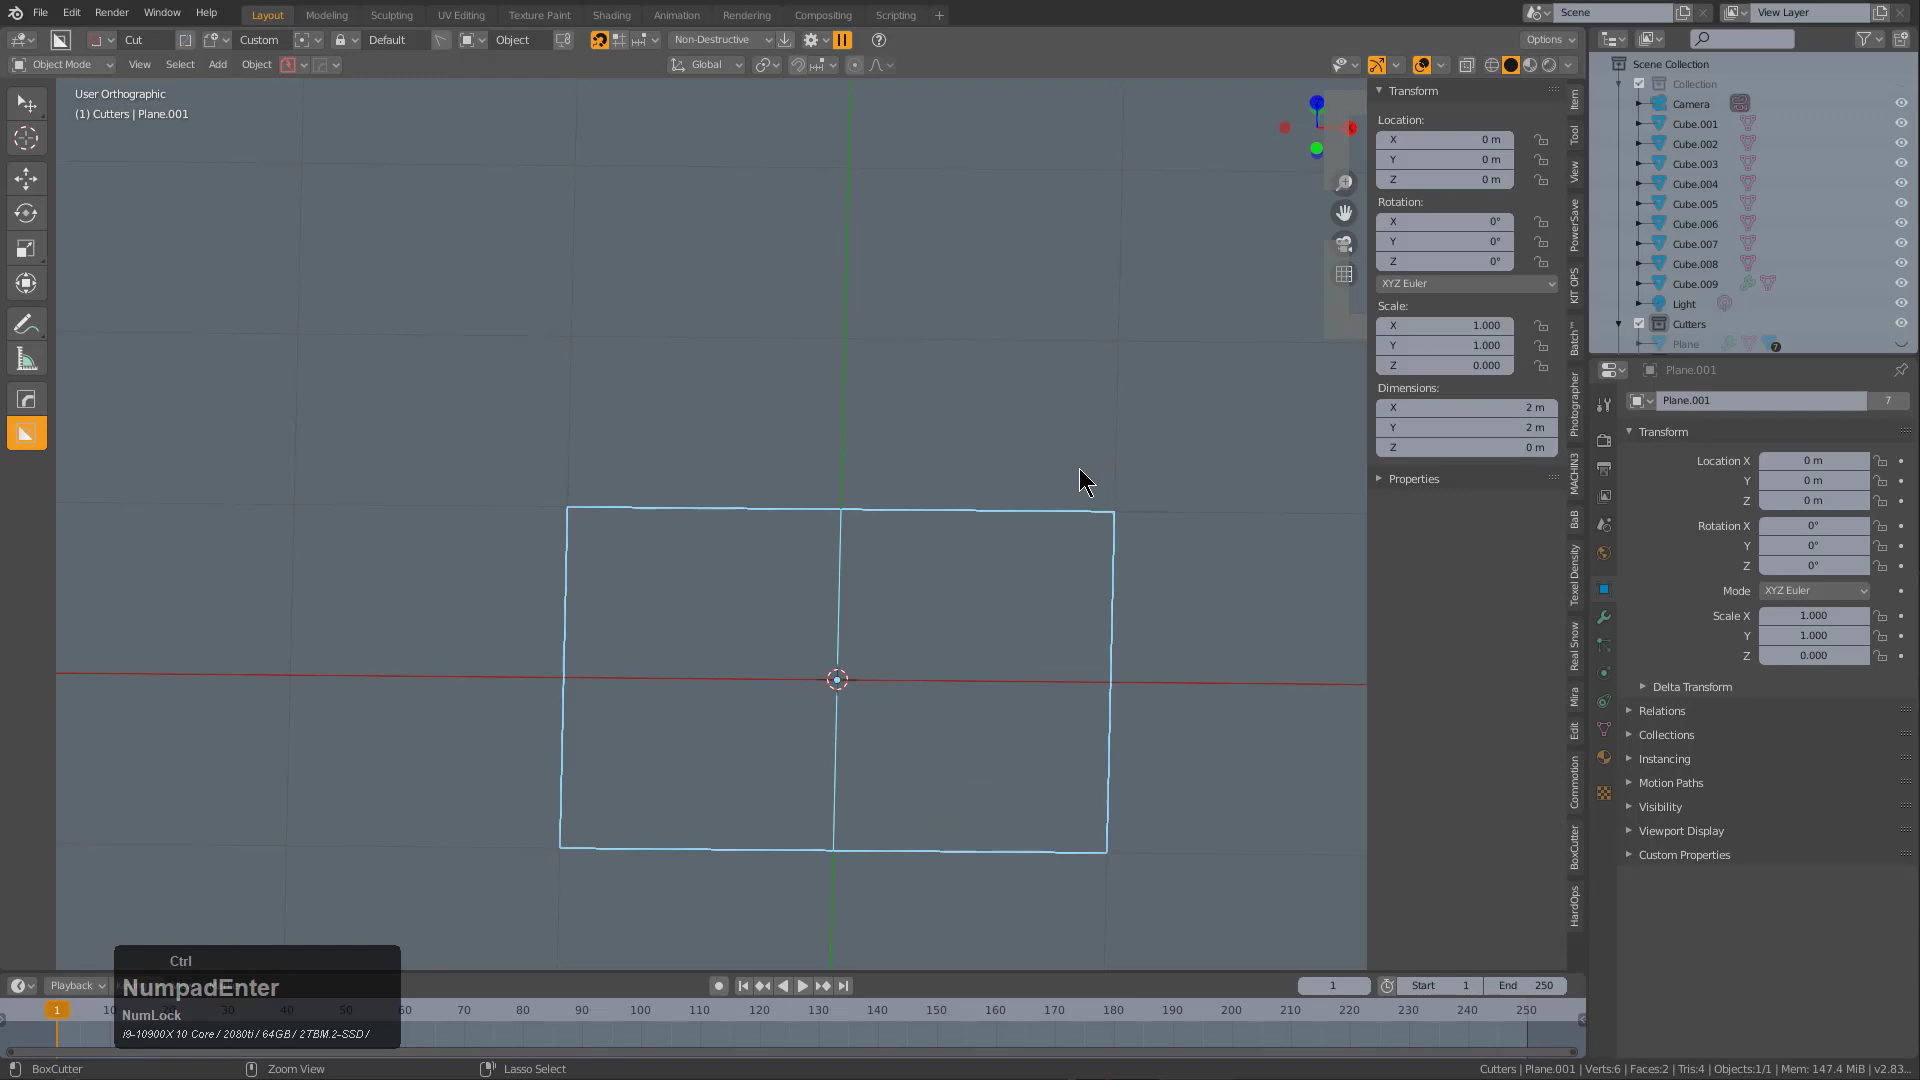 File Edit Render Window Help Layout Modeling Sculpting UV Editing Texture Paint Shading Animation Rendering Compositing Scripting + Scene View Layer
Cut Custom Default Object Non-Destructive Options
Object Mode View Select Add Object Global
User Orthographic
(1) Cutters | Plane.001
Transform
Location:
X 0 m
Y 0 m
Z 0 m
Rotation:
X 0°
Y 0°
Z 0°
XYZ Euler
Scale:
X 1.000
Y 1.000
Z 0.000
Dimensions:
X 2 m
Y 2 m
Z 0 m
Properties
Item
Tool
View
PowerSave
KIT OPS
Batch™
Photographer
MACHIN3
BaB
Texel Density
Real Snow
Mira
Edit
Commotion
BoxCutter
HardOps
Scene Collection
Collection
Camera
Cube.001
Cube.002
Cube.003
Cube.004
Cube.005
Cube.006
Cube.007
Cube.008
Cube.009
Light
Cutters
Plane 7
Plane.001
Plane.001 7
Transform
Location X 0 m
Y 0 m
Z 0 m
Rotation X 0°
Y 0°
Z 0°
Mode XYZ Euler
Scale X 1.000
Y 1.000
Z 0.000
Delta Transform
Relations
Collections
Instancing
Motion Paths
Visibility
Viewport Display
Custom Properties
Ctrl
NumpadEnter
NumLock
i9-10900X 10 Core / 2080ti / 64GB / 2TBM.2-SSD /
Playback 1 Start 1 End 250
1 10 30 40 50 60 70 80 90 100 110 120 130 140 150 160 170 180 190 200 210 220 230 240 250
BoxCutter Zoom View Lasso Select Cutters | Plane.001 | Verts:6 | Faces:2 | Tris:4 | Objects:1/1 | Mem: 147.4 MiB | v2.83...